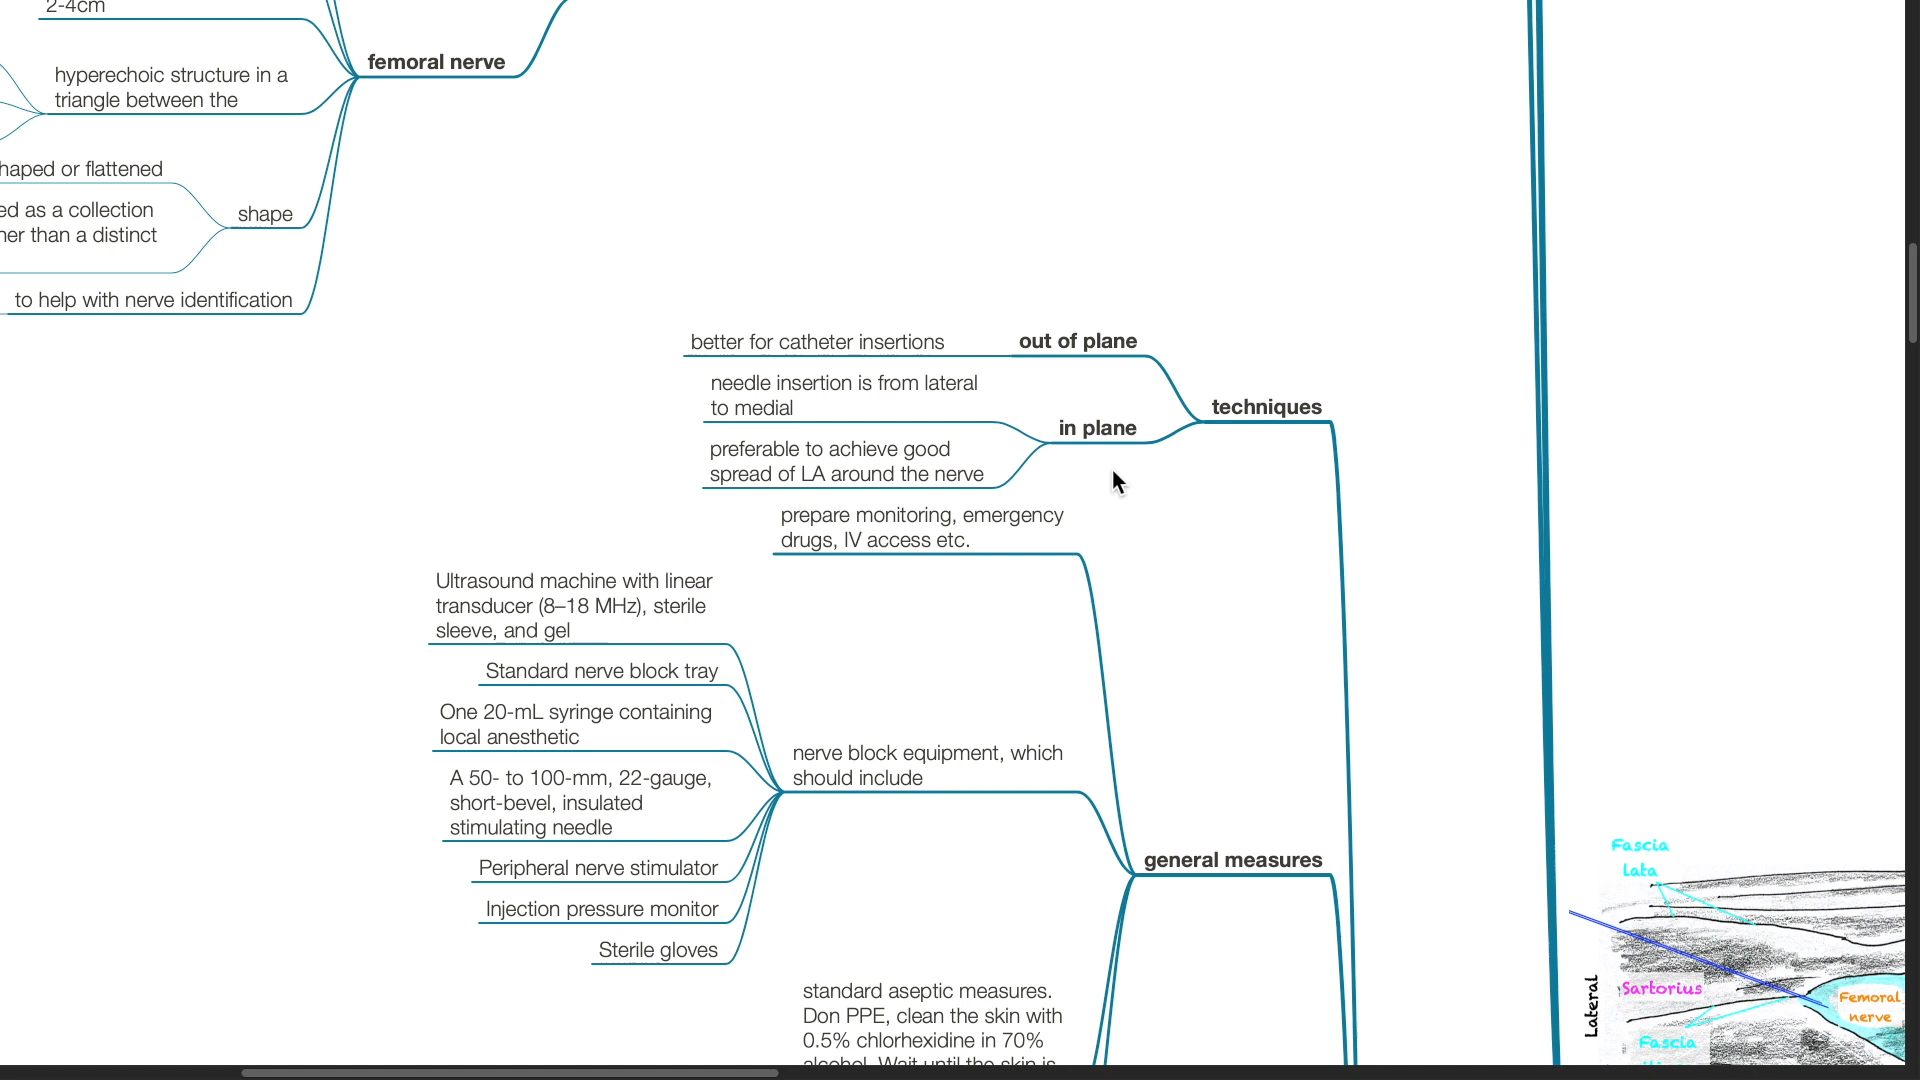 2-4cm
femoral nerve
hyperechoic structure in a
triangle between the
haped or flattened
ed as a collection
her than a distinct
shape
to help with nerve identification
better for catheter insertions
out of plane
needle insertion is from lateral
to medial
in plane
techniques
preferable to achieve good
spread of LA around the nerve
prepare monitoring, emergency
drugs, IV access etc.
Ultrasound machine with linear
transducer (8–18 MHz), sterile
sleeve, and gel
Standard nerve block tray
One 20-mL syringe containing
local anesthetic
nerve block equipment, which
should include
A 50- to 100-mm, 22-gauge,
short-bevel, insulated
stimulating needle
Peripheral nerve stimulator
general measures
Injection pressure monitor
Sterile gloves
standard aseptic measures.
Don PPE, clean the skin with
0.5% chlorhexidine in 70%
alcohol. Wait until the skin is
Fascia
lata
Lateral
Sartorius
Femoral
nerve
Fascia